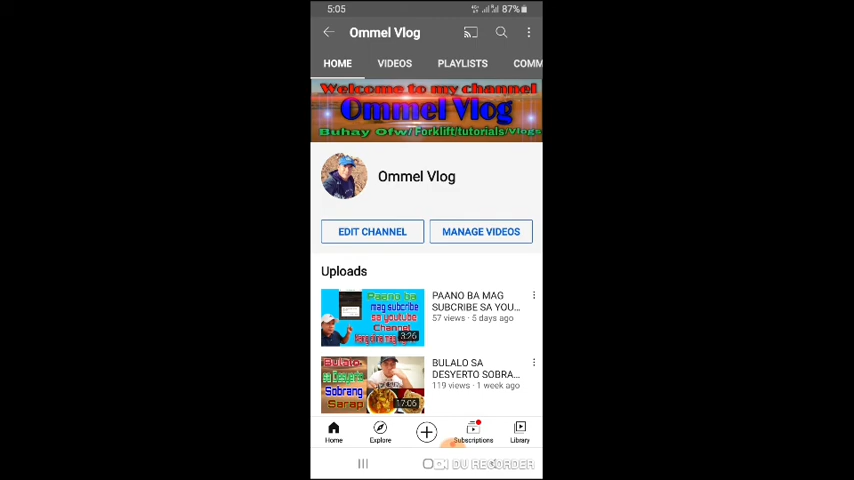 5:05 87%
Ommel Vlog
HOME VIDEOS PLAYLISTS COMM
Welcome to my channel
Ommel Vlog
Buhay Ofw/Forklift/tutorials/Vlogs
Ommel Vlog
EDIT CHANNEL MANAGE VIDEOS
Uploads
Paano ba
mag subcribe
sa youtube
Channel
3:26
PAANO BA MAG
SUBCRIBE SA YOU...
57 views · 5 days ago
Bulalo
sa Desyerto
Sobrang
Sarap
17:06
BULALO SA
DESYERTO SOBRA...
119 views · 1 week ago
Home Explore Subscriptions Library
DU RECORDER